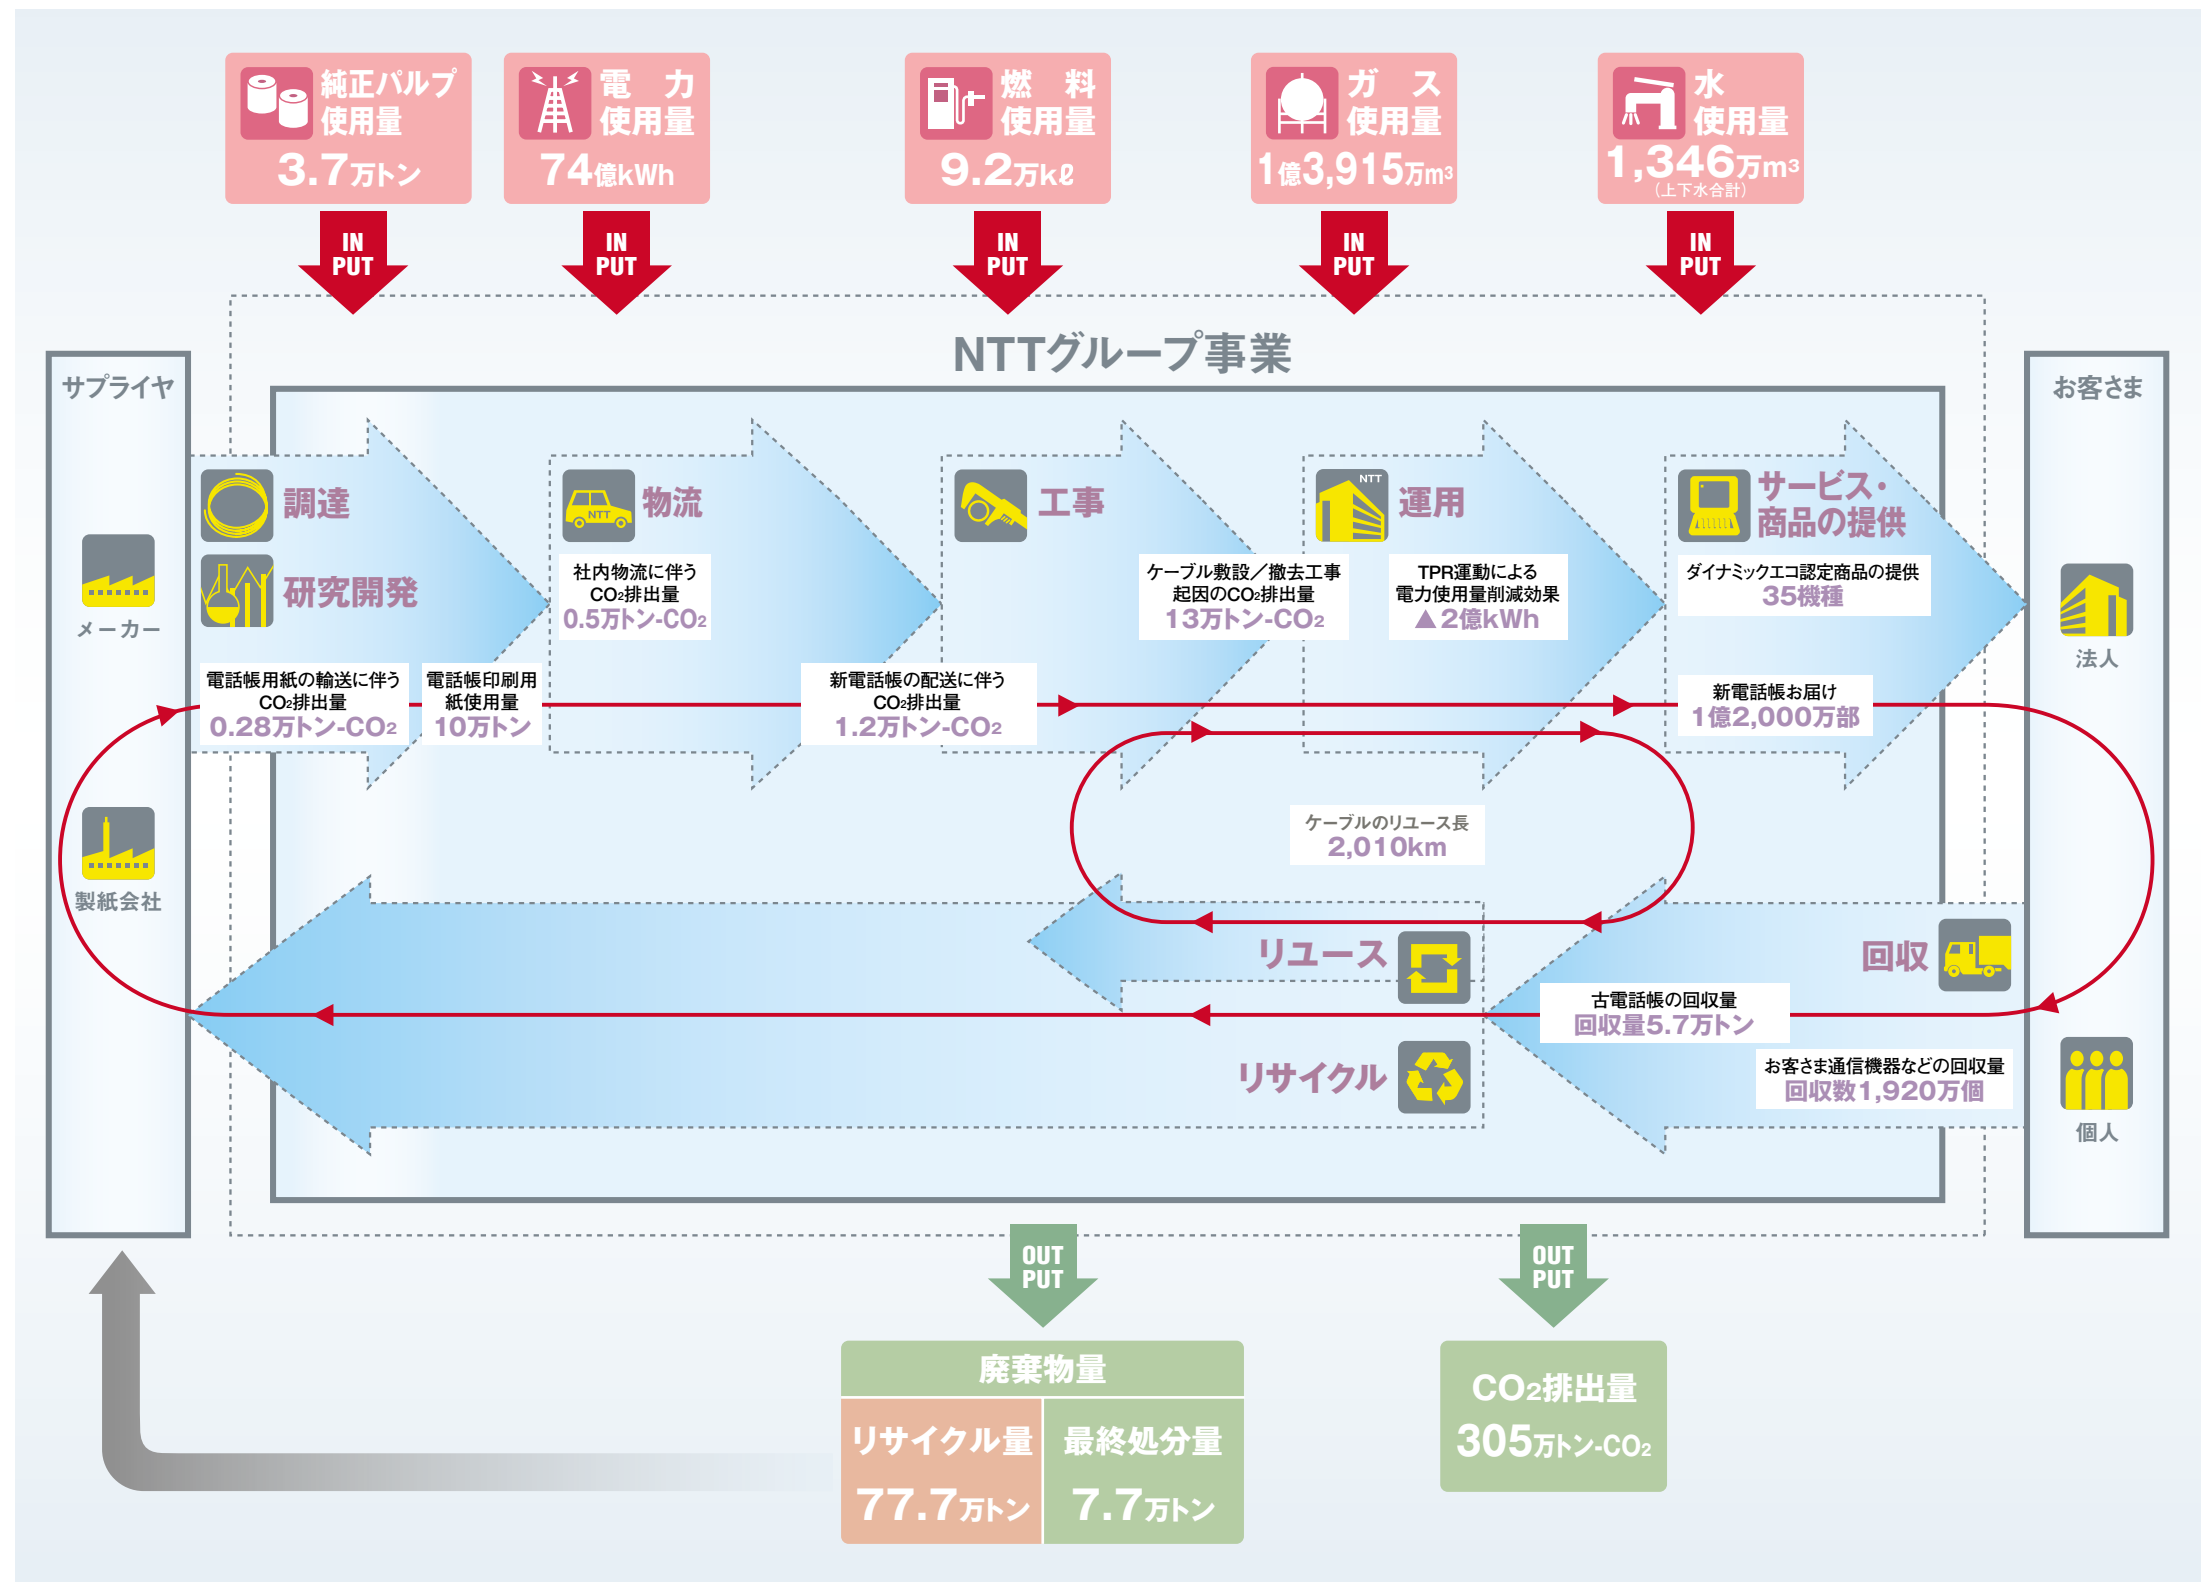 純正パルプ
使用量
3.7万トン
電 力
使用量
74億kWh
燃 料
使用量
9.2万kℓ
ガ ス
使用量
1億3,915万m3
水
使用量
1,346万m3
(上下水合計)
IN
PUT
IN
PUT
IN
PUT
IN
PUT
IN
PUT
NTTグループ事業
サプライヤ
メーカー
製紙会社
お客さま
法人
個人
調達
研究開発
電話帳用紙の輸送に伴う
CO2排出量
0.28万トン-CO2
電話帳印刷用
紙使用量
10万トン
NTT
物流
社内物流に伴う
CO2排出量
0.5万トン-CO2
新電話帳の配送に伴う
CO2排出量
1.2万トン-CO2
工事
ケーブル敷設／撤去工事
起因のCO2排出量
13万トン-CO2
NTT
運用
TPR運動による
電力使用量削減効果
▲2億kWh
サービス・
商品の提供
ダイナミックエコ認定商品の提供
35機種
新電話帳お届け
1億2,000万部
ケーブルのリユース長
2,010km
リユース
リサイクル
回収
古電話帳の回収量
回収量5.7万トン
お客さま通信機器などの回収量
回収数1,920万個
OUT
PUT
OUT
PUT
廃棄物量
リサイクル量
77.7万トン
最終処分量
7.7万トン
CO2排出量
305万トン-CO2